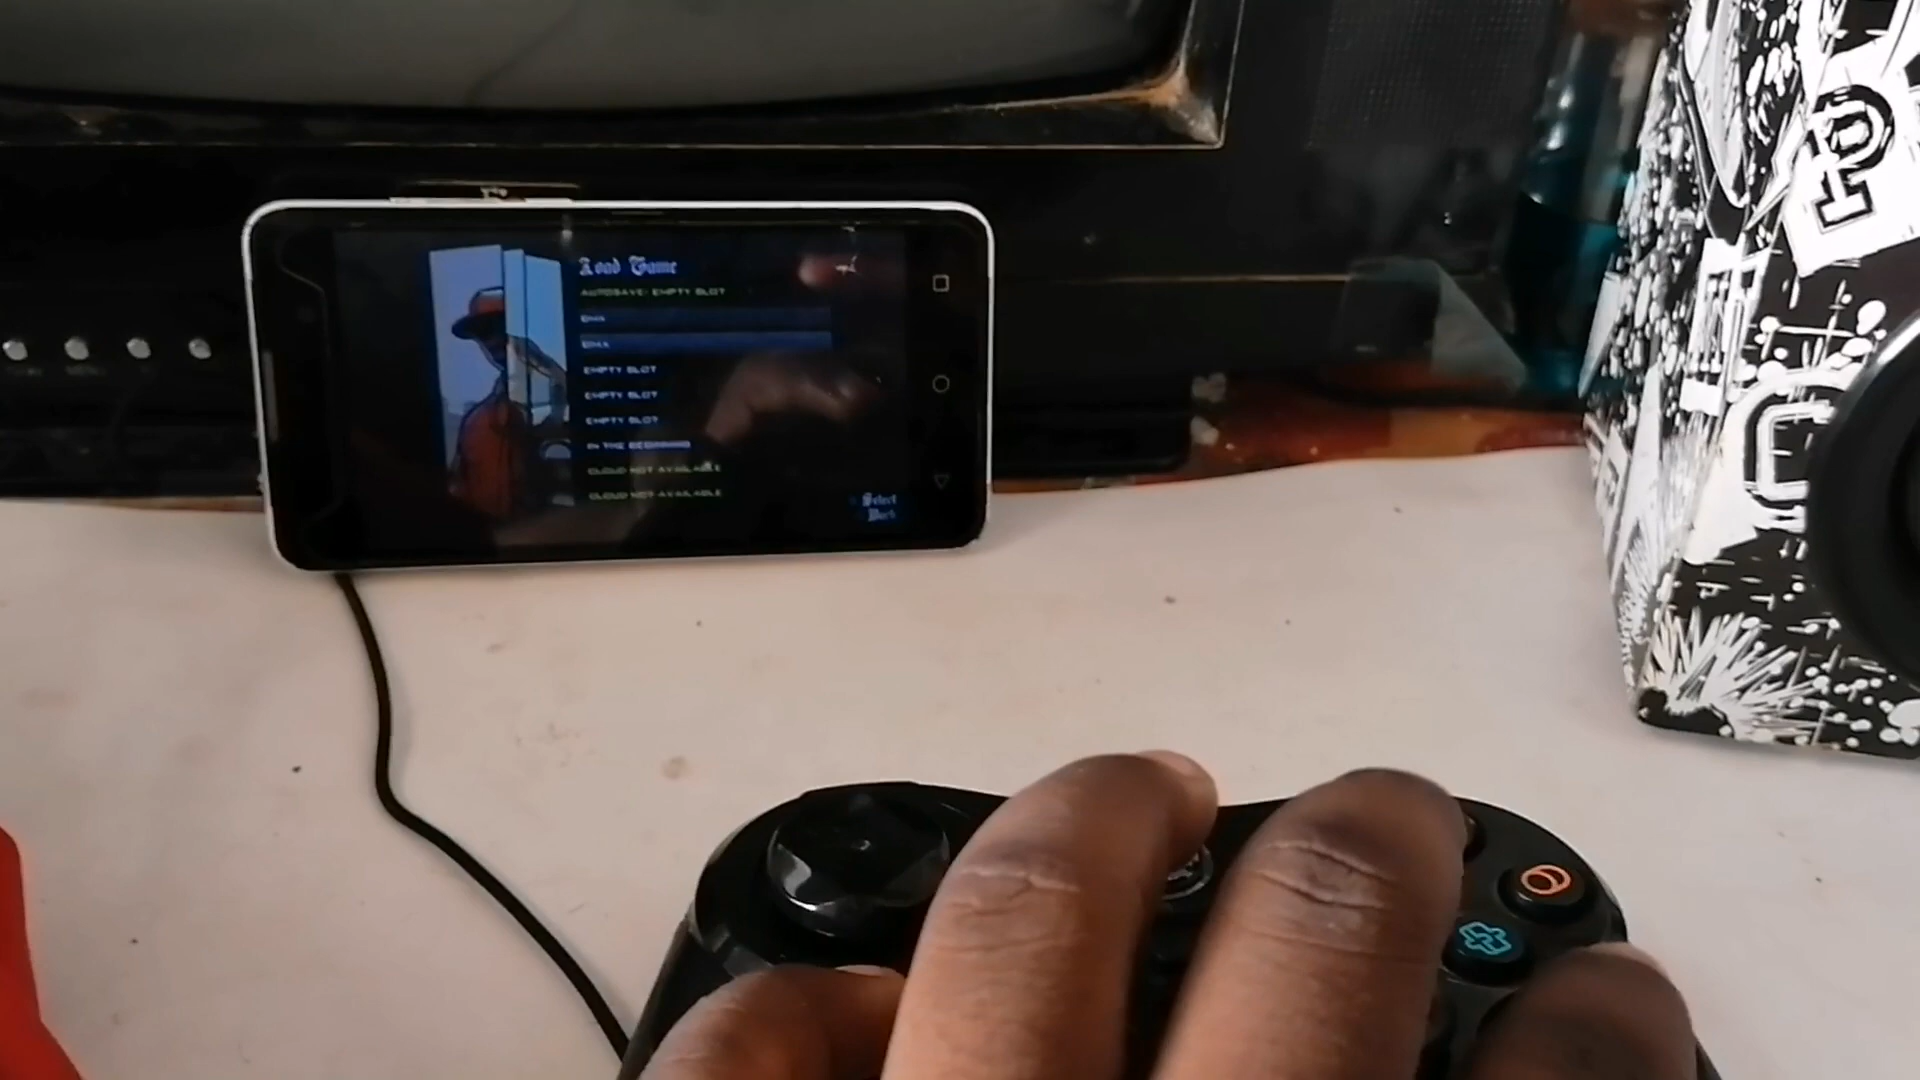 Load Game
AUTOSAVE: EMPTY SLOT
EMPTY SLOT
EMPTY SLOT
EMPTY SLOT
IN THE BEGINNING
CLOUD NOT AVAILABLE
CLOUD NOT AVAILABLE
Select
Back